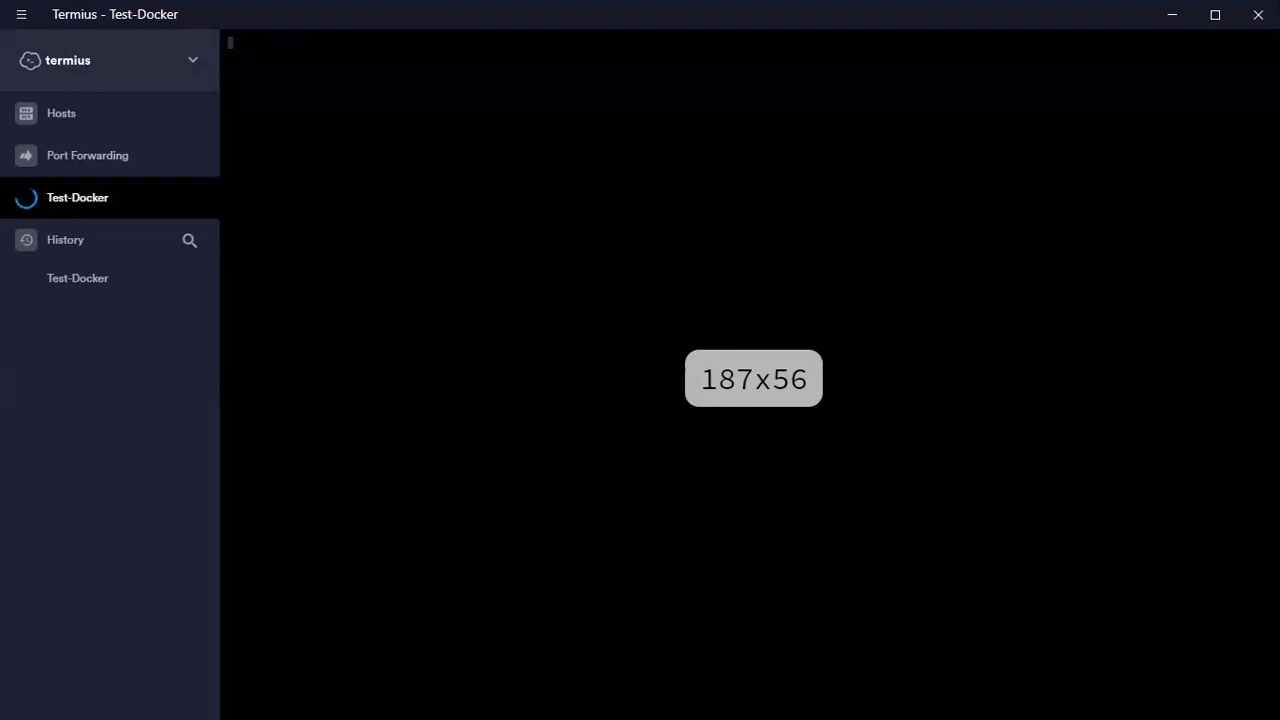 Termius - Test-Docker
termius
Hosts
Port Forwarding
Test-Docker
History
Test-Docker
187x56